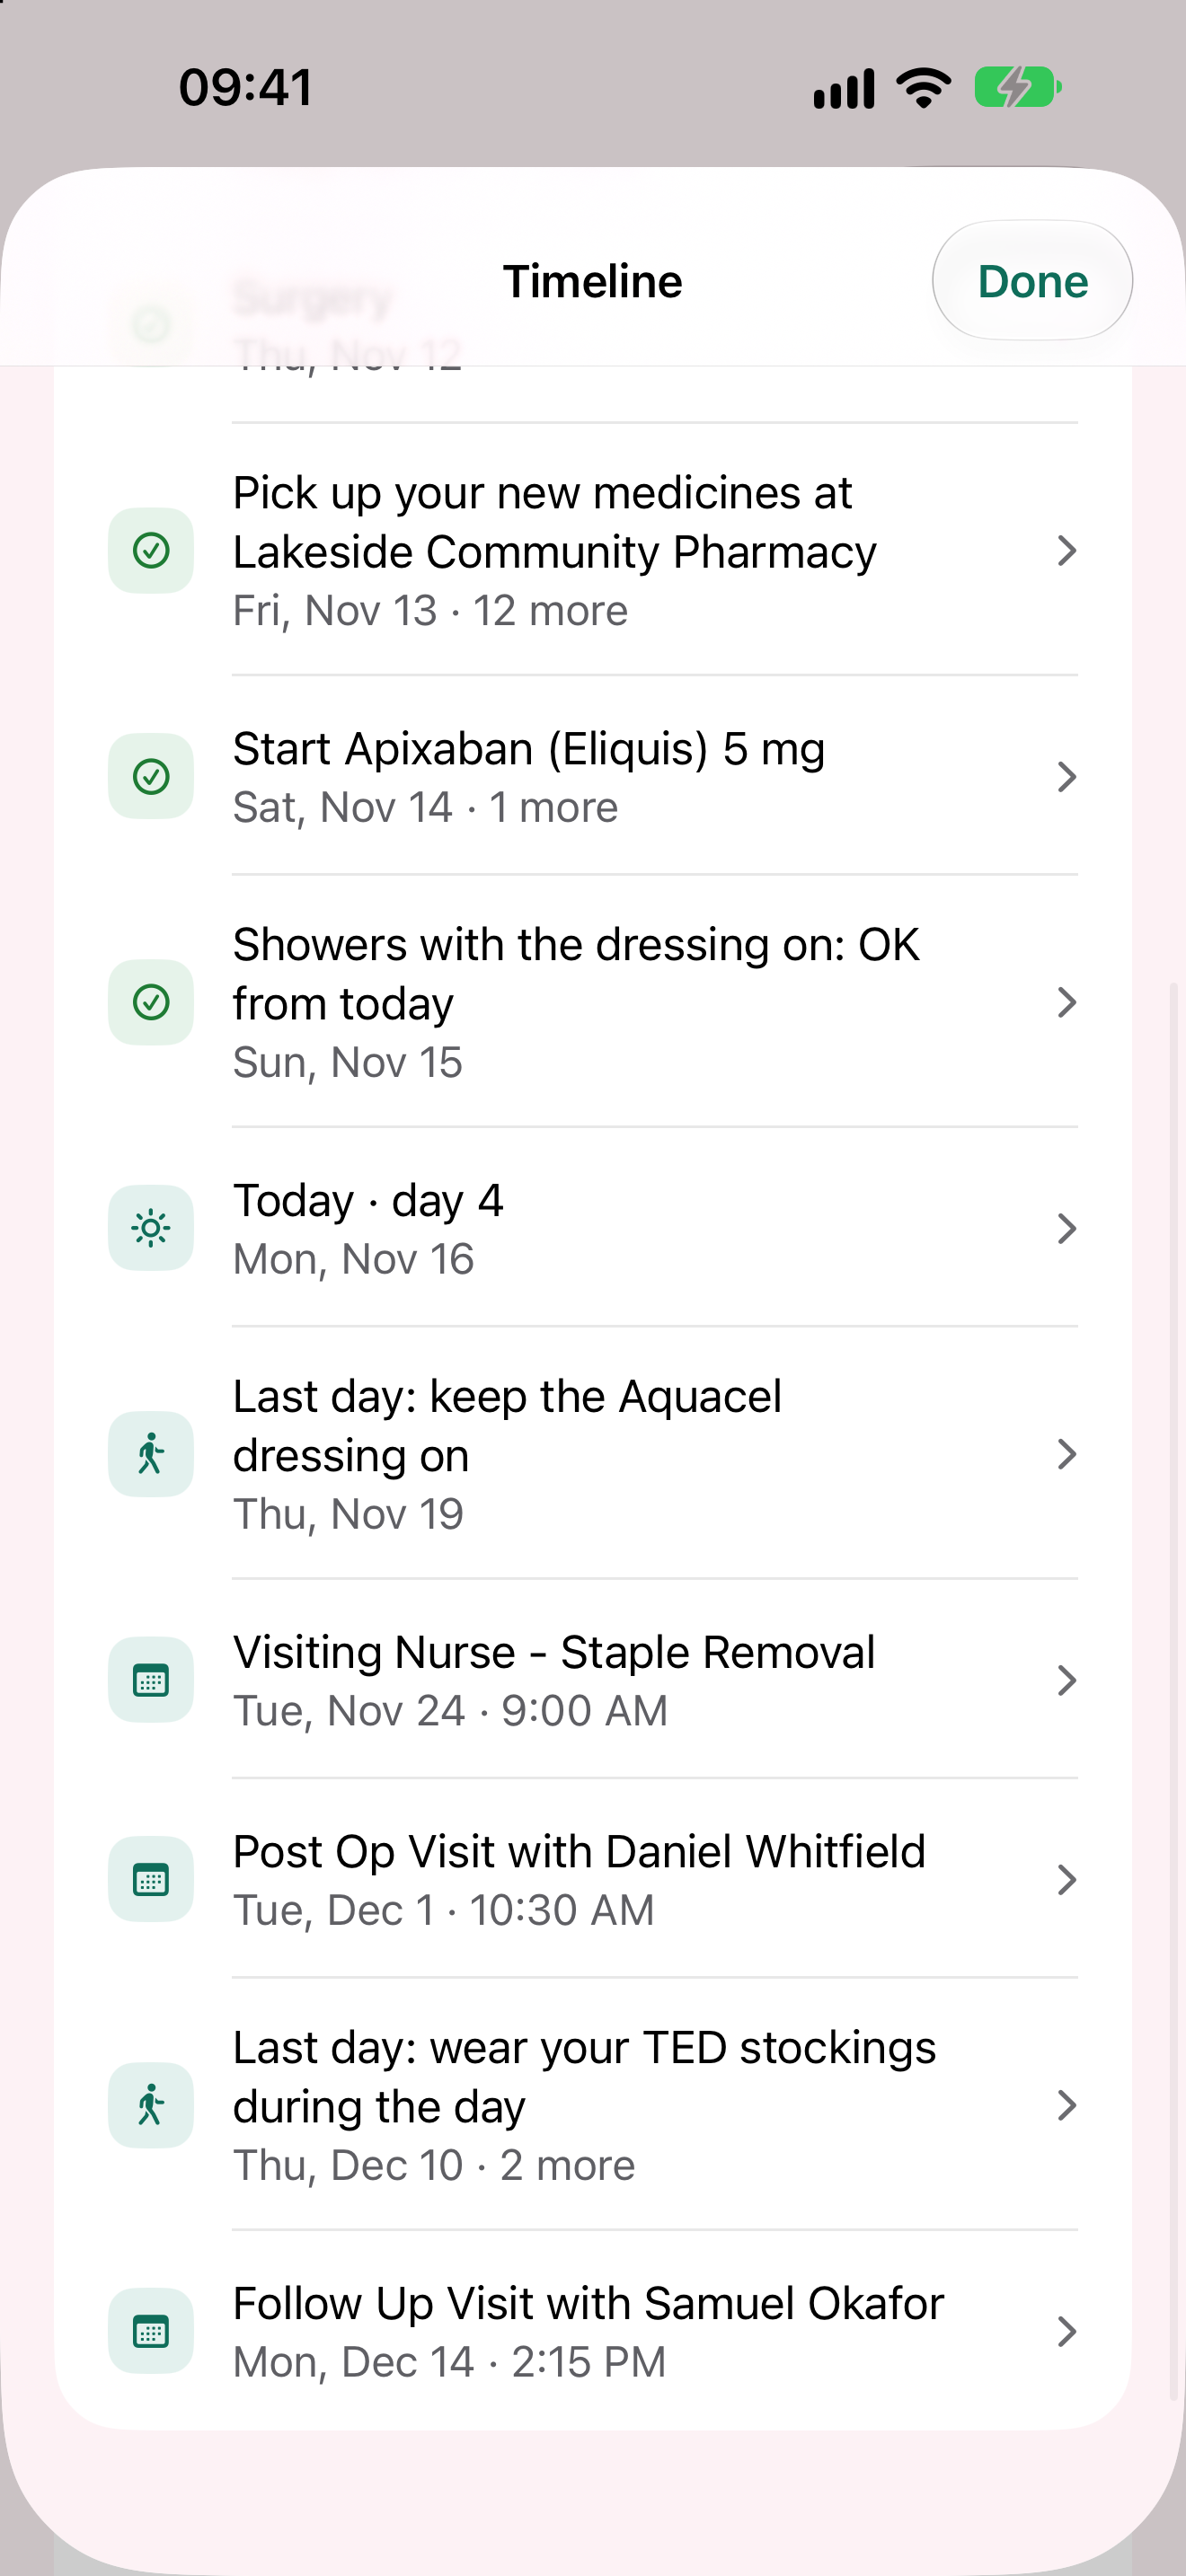 09:41
Timeline
Done
Surgery
Thu, Nov 12
Pick up your new medicines at
Lakeside Community Pharmacy
Fri, Nov 13 · 12 more
Start Apixaban (Eliquis) 5 mg
Sat, Nov 14 · 1 more
Showers with the dressing on: OK
from today
Sun, Nov 15
Today · day 4
Mon, Nov 16
Last day: keep the Aquacel
dressing on
Thu, Nov 19
Visiting Nurse - Staple Removal
Tue, Nov 24 · 9:00 AM
Post Op Visit with Daniel Whitfield
Tue, Dec 1 · 10:30 AM
Last day: wear your TED stockings
during the day
Thu, Dec 10 · 2 more
Follow Up Visit with Samuel Okafor
Mon, Dec 14 · 2:15 PM